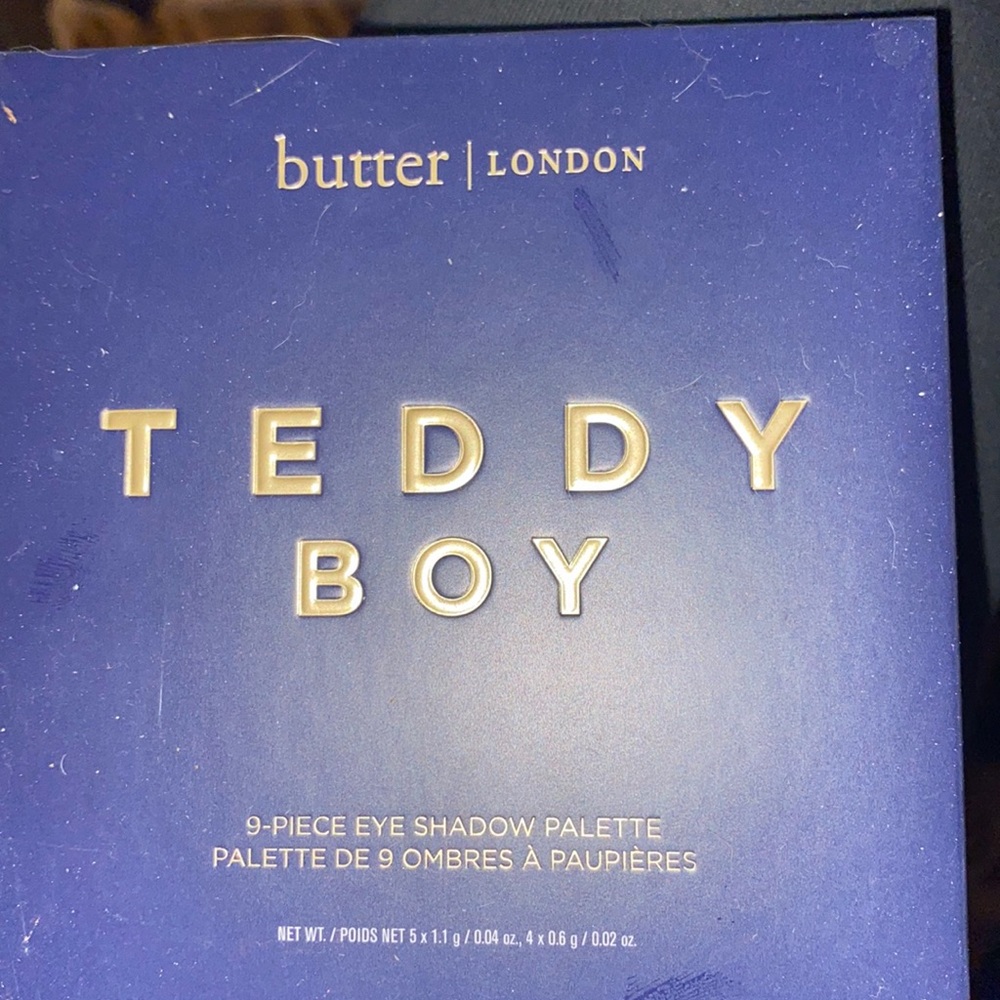 butter | LONDON
TEDDY
BOY
9-PIECE EYE SHADOW PALETTE
PALETTE DE 9 OMBRES À PAUPIÈRES
NET WT. / POIDS NET 5 x 1.1 g / 0.04 oz., 4 x 0.6 g / 0.02 oz.